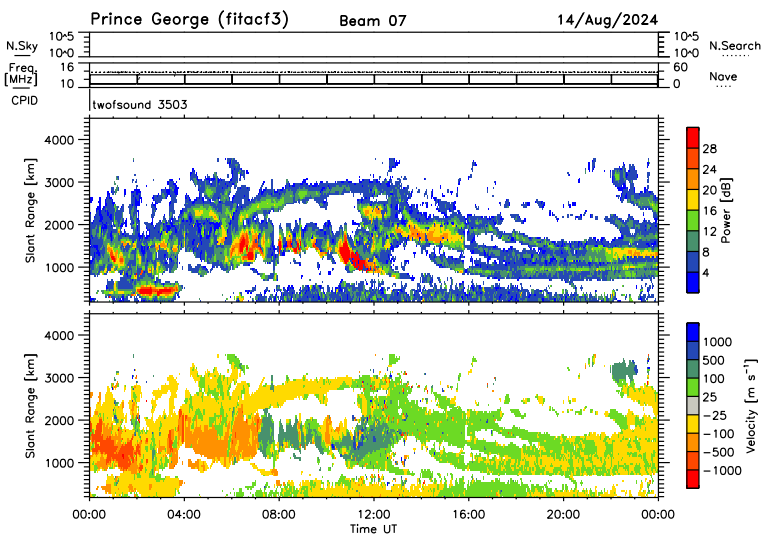 Prince George (fitacf3) Beam 07 14/Aug/2024
N.Sky 10^5 10^0 10^5 10^0 N.Search
Freq. [MHz] 16 10 60 0 Nave
CPID twofsound 3503
Slant Range [km] 4000 3000 2000 1000
28
24
20
16
12
8
4
Power [dB]
Slant Range [km] 4000 3000 2000 1000
1000
500
100
25
−25
−100
−500
−1000
Velocity [m s⁻¹]
00:00 04:00 08:00 12:00 16:00 20:00 00:00
Time UT